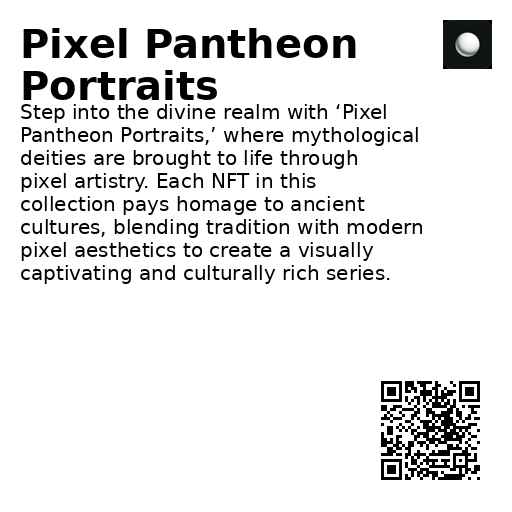 Pixel Pantheon
Portraits
Step into the divine realm with ‘Pixel
Pantheon Portraits,’ where mythological
deities are brought to life through
pixel artistry. Each NFT in this
collection pays homage to ancient
cultures, blending tradition with modern
pixel aesthetics to create a visually
captivating and culturally rich series.